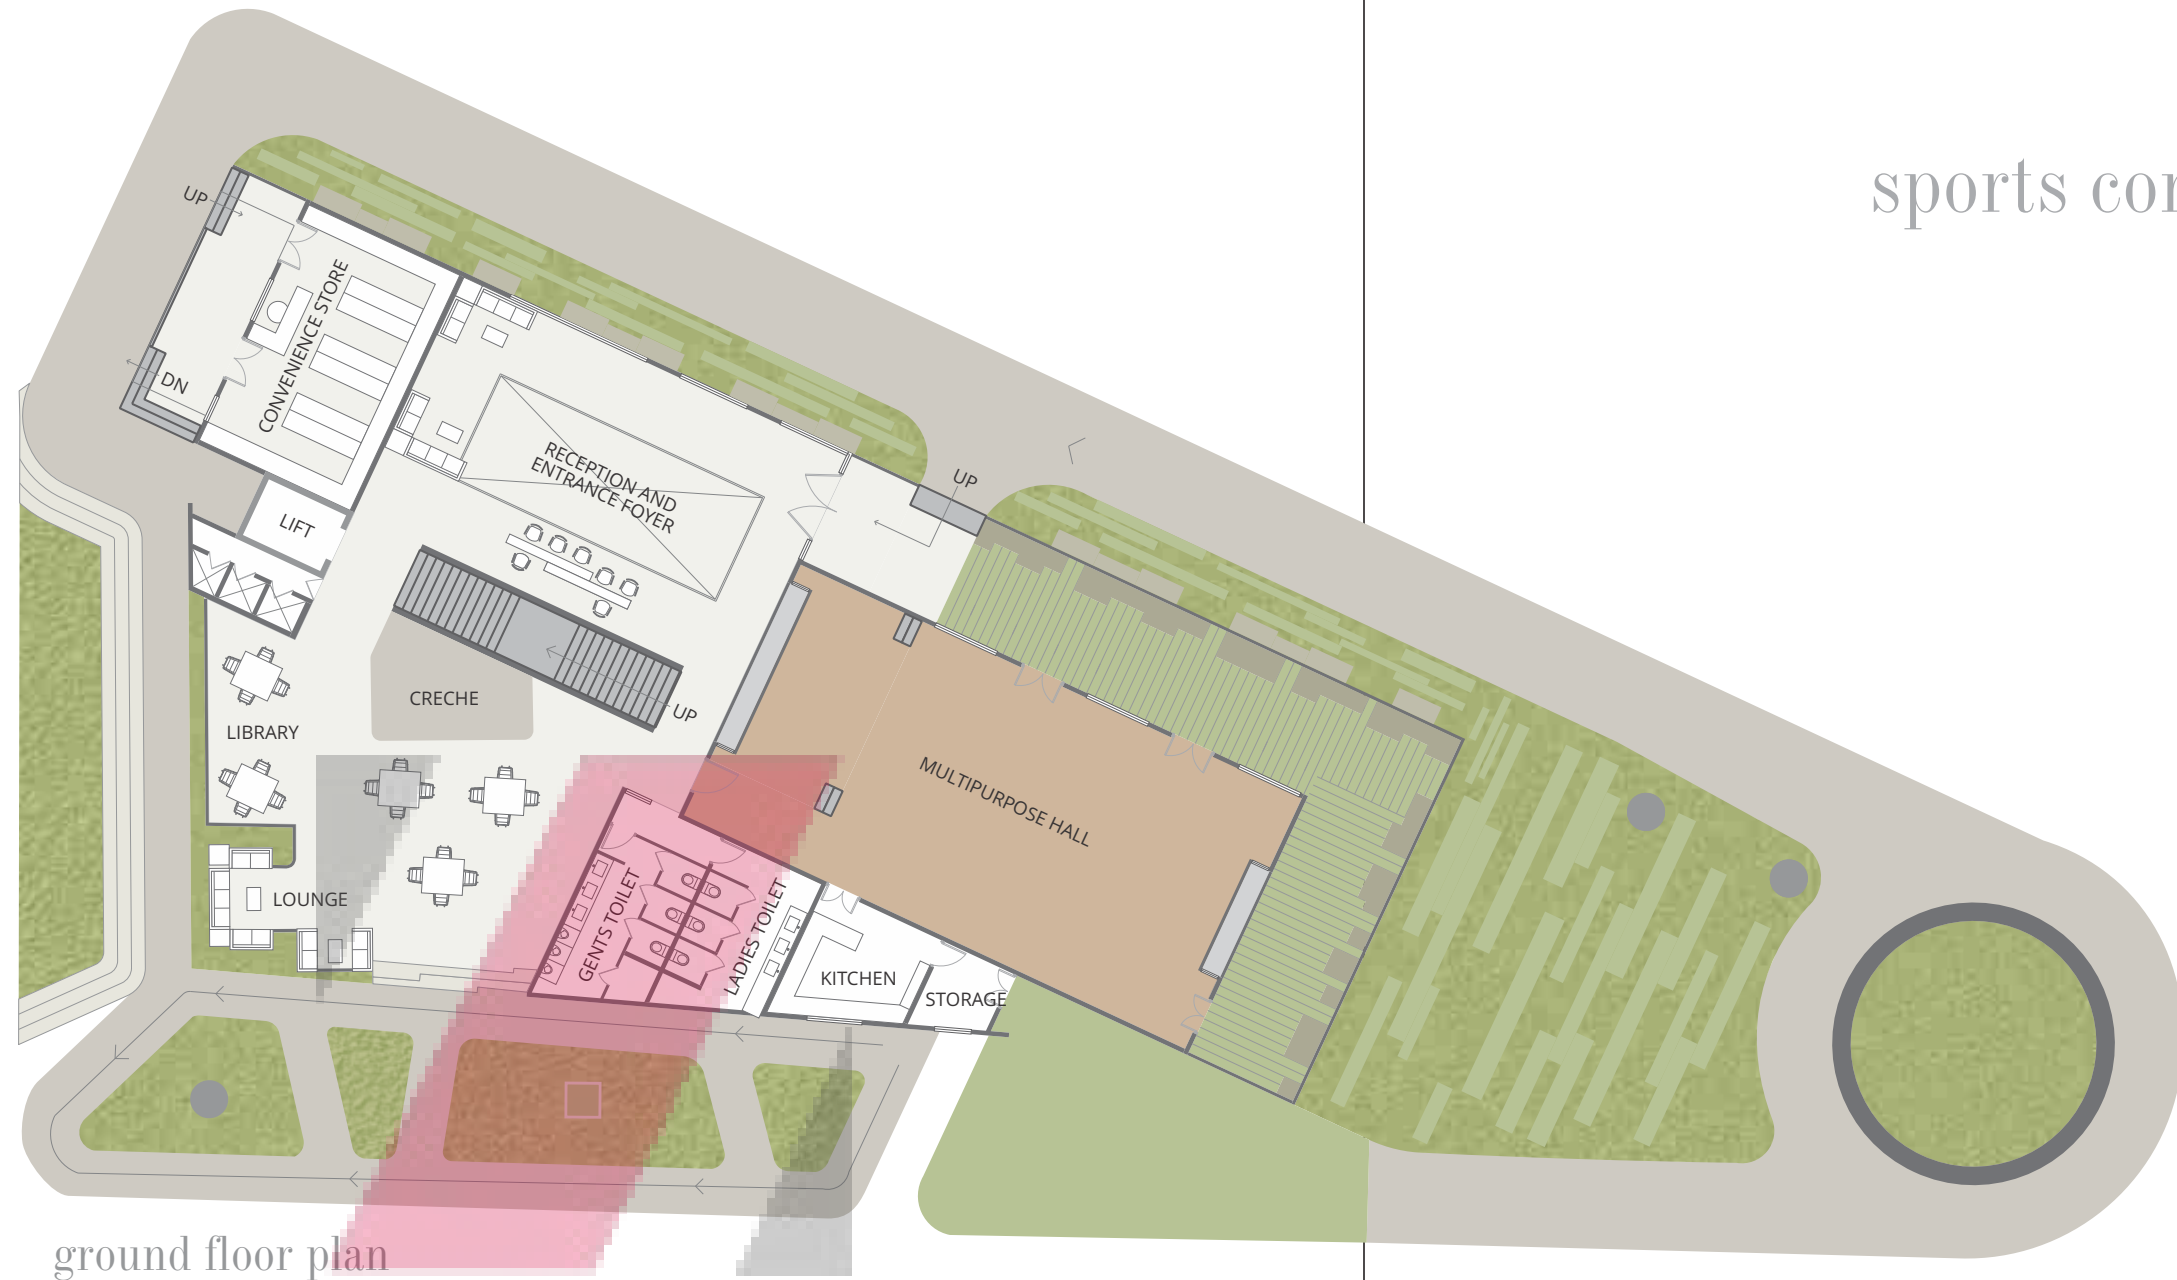 sports cor
UP
CONVENIENCE STORE
DN
RECEPTION AND
ENTRANCE FOYER
UP
LIFT
CRECHE
UP
LIBRARY
MULTIPURPOSE HALL
LOUNGE
GENTS TOILET
LADIES TOILET
KITCHEN
STORAGE
ground floor plan